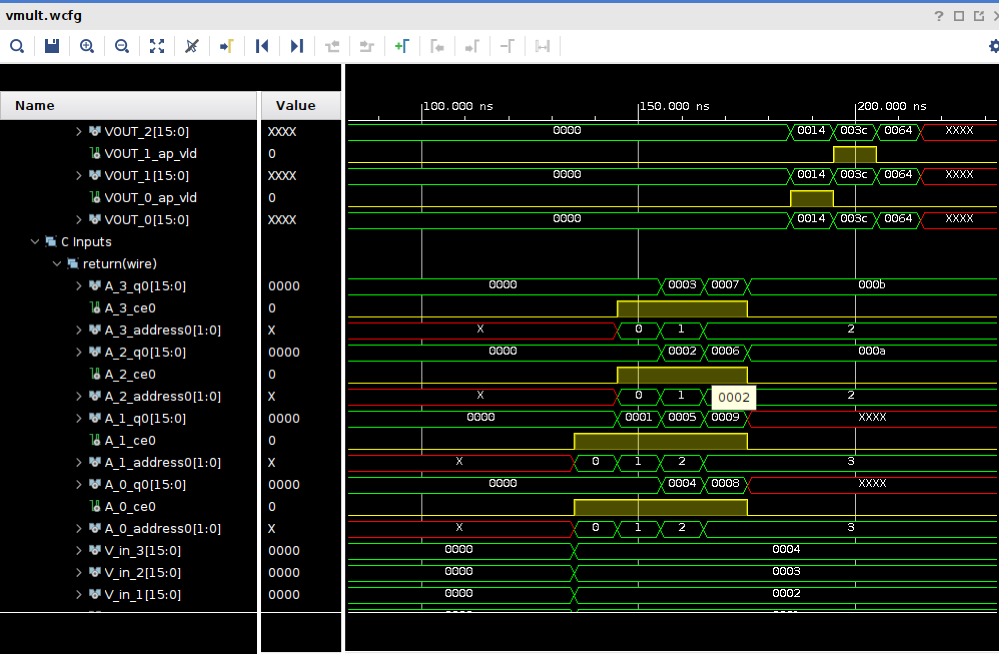 vmult.wcfg
?
Name Value 100.000 ns 150.000 ns 200.000 ns
VOUT_2[15:0] XXXX 0000 0014 003c 0064 XXXX
VOUT_1_ap_vld 0
VOUT_1[15:0] XXXX 0000 0014 003c 0064 XXXX
VOUT_0_ap_vld 0
VOUT_0[15:0] XXXX 0000 0014 003c 0064 XXXX
C Inputs
return(wire)
A_3_q0[15:0] 0000 0000 0003 0007 000b
A_3_ce0 0
A_3_address0[1:0] X X 0 1 2
A_2_q0[15:0] 0000 0000 0002 0006 000a
A_2_ce0 0
A_2_address0[1:0] X X 0 1 0002 2
A_1_q0[15:0] 0000 0000 0001 0005 0009 XXXX
A_1_ce0 0
A_1_address0[1:0] X X 0 1 2 3
A_0_q0[15:0] 0000 0000 0004 0008 XXXX
A_0_ce0 0
A_0_address0[1:0] X X 0 1 2 3
V_in_3[15:0] 0000 0000 0004
V_in_2[15:0] 0000 0000 0003
V_in_1[15:0] 0000 0000 0002